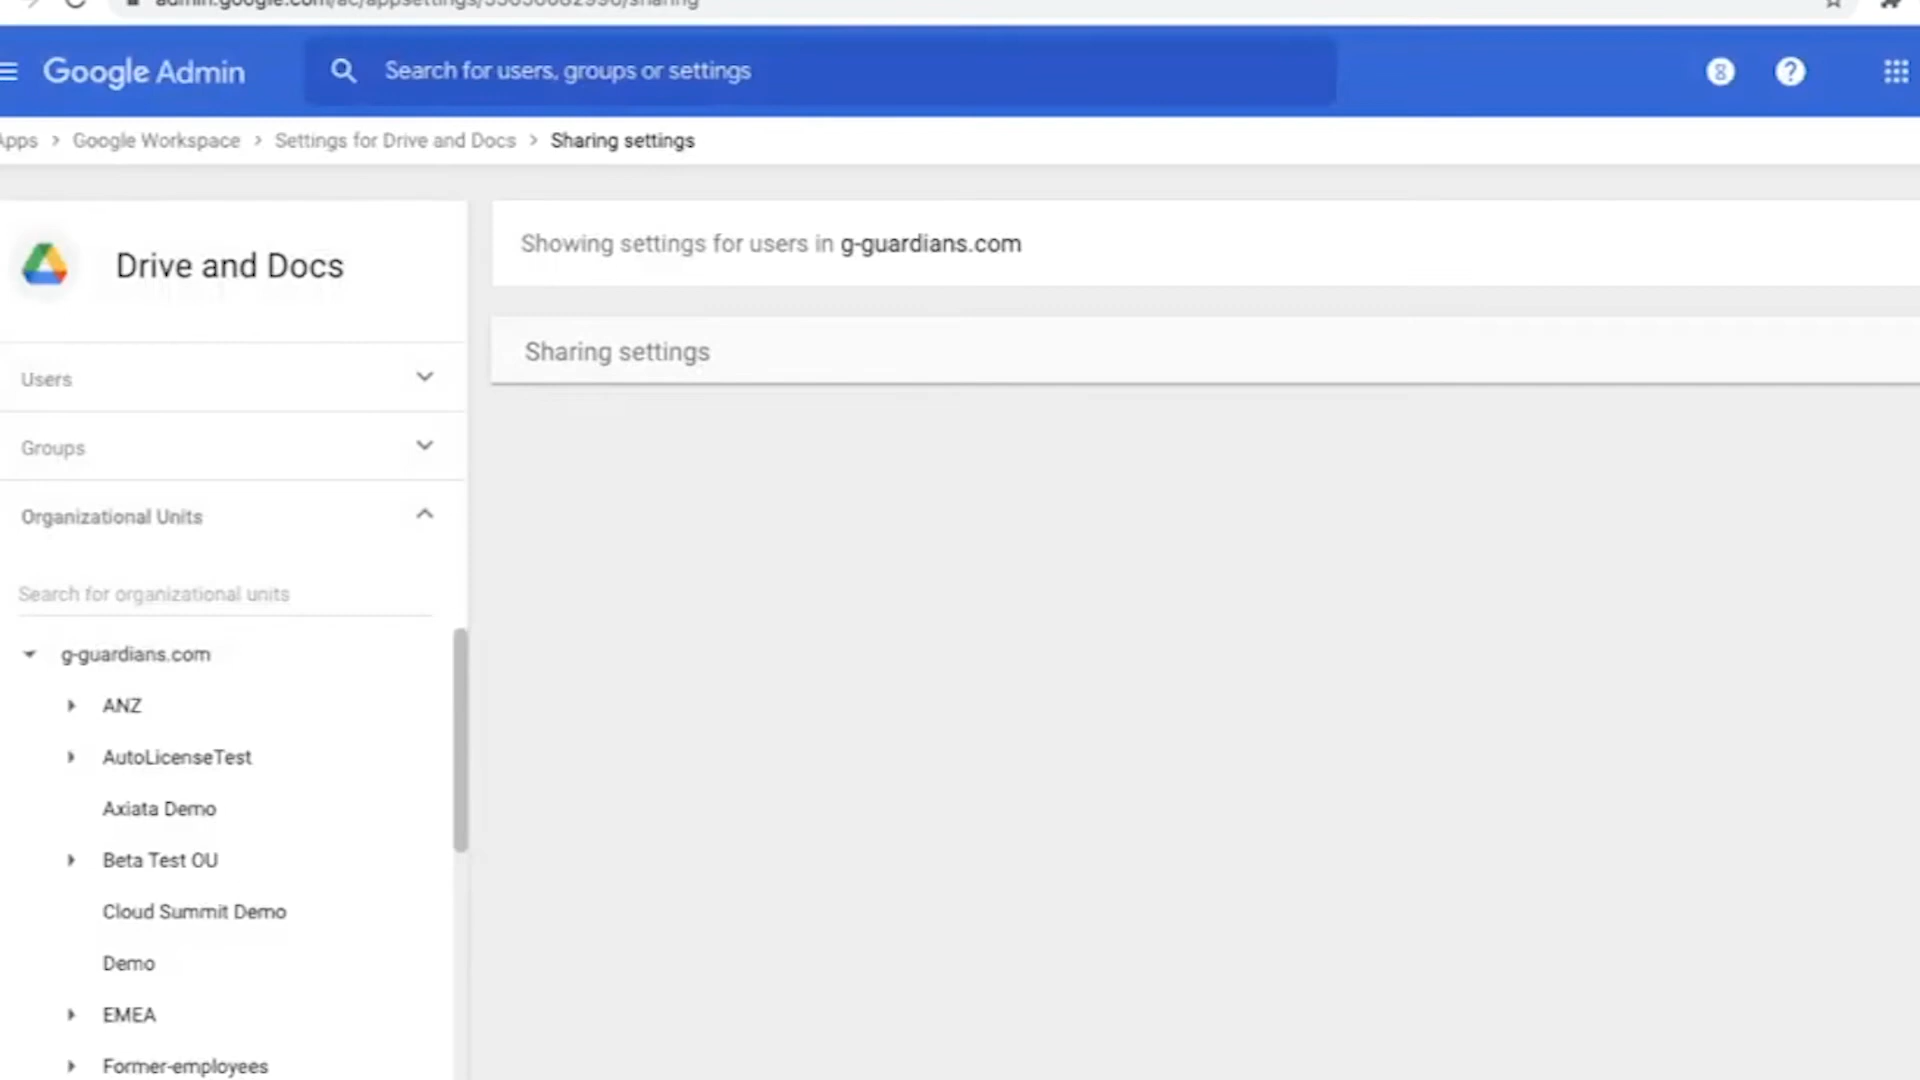 Google Admin
Search for users, groups or settings
8
?
Apps > Google Workspace > Settings for Drive and Docs > Sharing settings
Drive and Docs
Showing settings for users in g-guardians.com
Sharing settings
Users
Groups
Organizational Units
Search for organizational units
g-guardians.com
ANZ
AutoLicenseTest
Axiata Demo
Beta Test OU
Cloud Summit Demo
Demo
EMEA
Former-employees